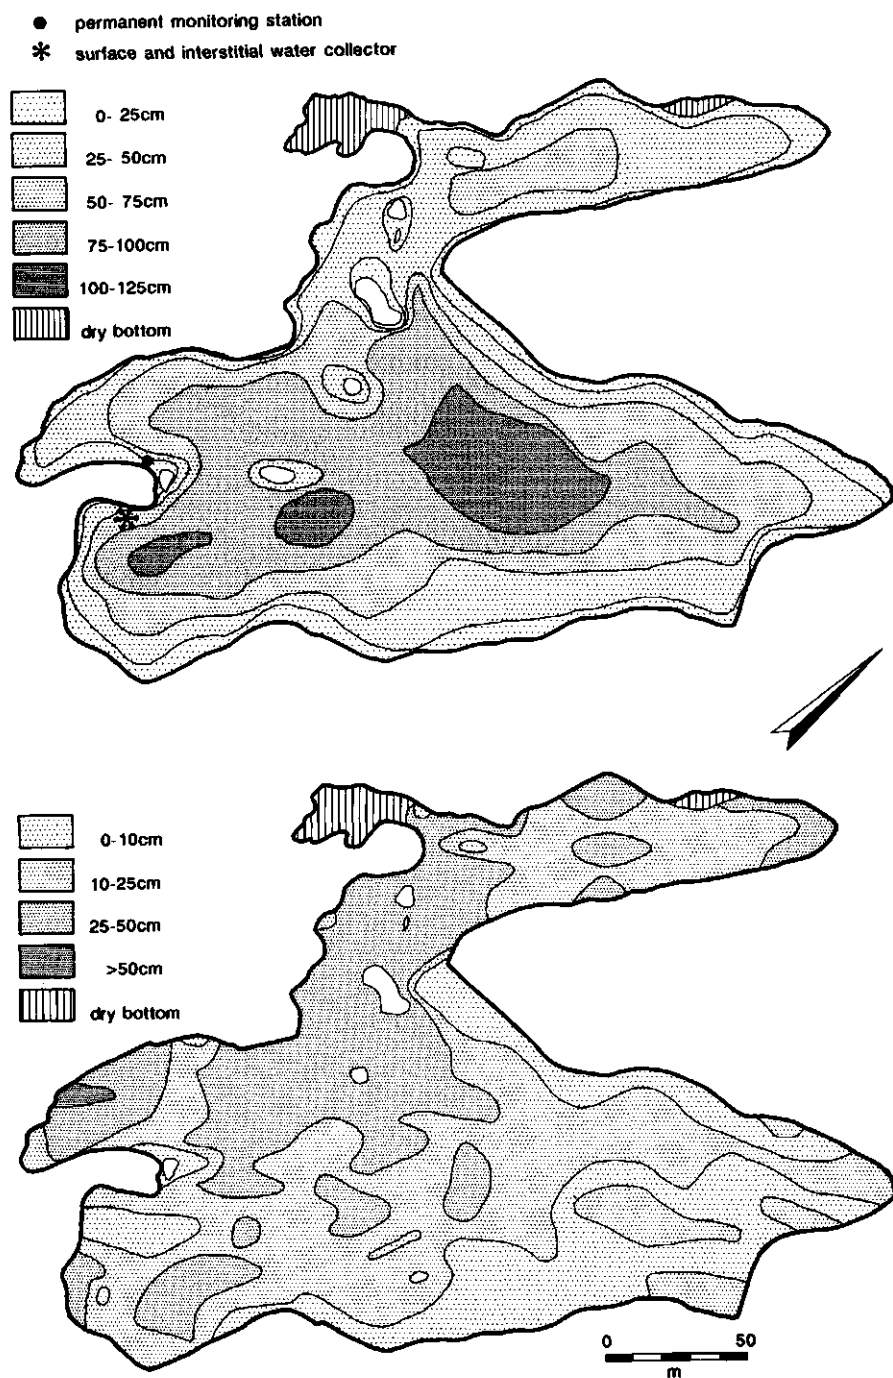 permanent monitoring station
surface and interstitial water collector
0- 25cm
25- 50cm
50- 75cm
75-100cm
100-125cm
dry bottom
0-10cm
10-25cm
25-50cm
>50cm
dry bottom
0 50
m